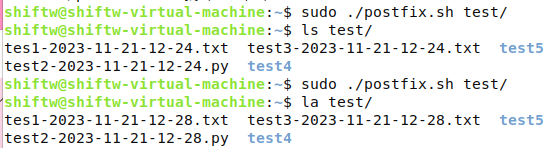 shiftw@shiftw-virtual-machine:~$ sudo ./postfix.sh test/
shiftw@shiftw-virtual-machine:~$ ls test/
tes1-2023-11-21-12-24.txt  test3-2023-11-21-12-24.txt  test5
test2-2023-11-21-12-24.py  test4
shiftw@shiftw-virtual-machine:~$ sudo ./postfix.sh test/
shiftw@shiftw-virtual-machine:~$ la test/
tes1-2023-11-21-12-28.txt  test3-2023-11-21-12-28.txt  test5
test2-2023-11-21-12-28.py  test4